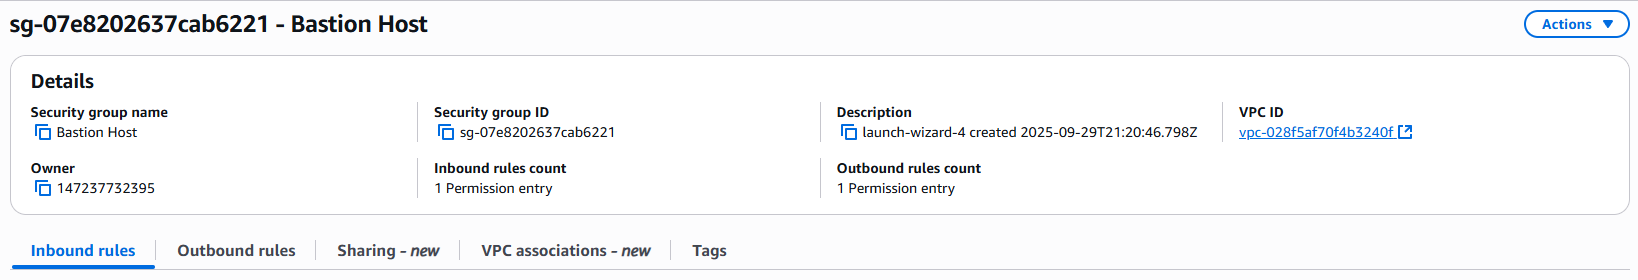 sg-07e8202637cab6221 - Bastion Host
Actions
Details
Security group name
Bastion Host
Security group ID
sg-07e8202637cab6221
Description
launch-wizard-4 created 2025-09-29T21:20:46.798Z
VPC ID
vpc-028f5af70f4b3240f
Owner
147237732395
Inbound rules count
1 Permission entry
Outbound rules count
1 Permission entry
Inbound rules
Outbound rules
Sharing - new
VPC associations - new
Tags